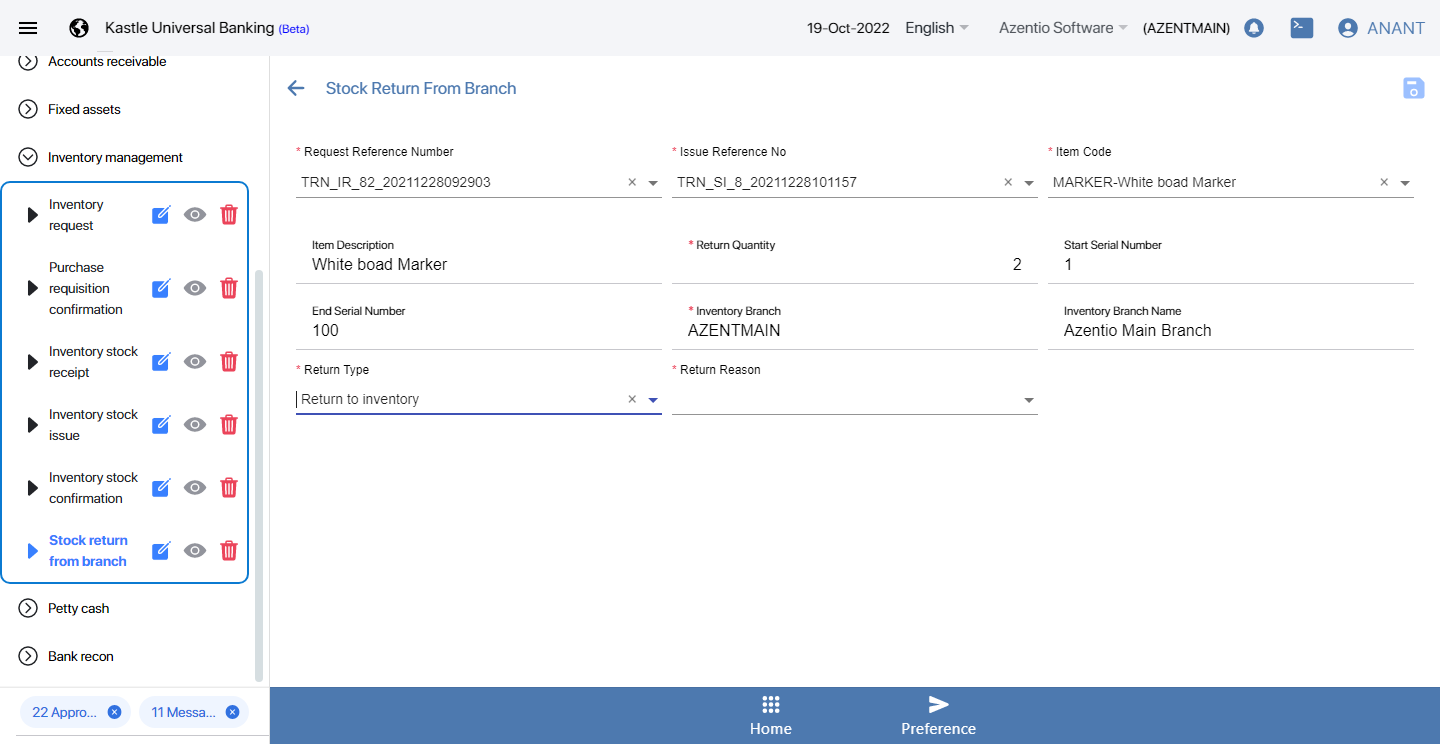 Kastle Universal Banking (Beta)
19-Oct-2022 English Azentio Software (AZENTMAIN) ANANT
Accounts receivable
Fixed assets
Inventory management
Inventory
request
Purchase
requisition
confirmation
Inventory stock
receipt
Inventory stock
issue
Inventory stock
confirmation
Stock return
from branch
Petty cash
Bank recon
22 Appro... 11 Messa...
Stock Return From Branch
* Request Reference Number * Issue Reference No * Item Code
TRN_IR_82_20211228092903 × TRN_SI_8_20211228101157 × MARKER-White boad Marker ×
Item Description * Return Quantity Start Serial Number
White boad Marker 2 1
End Serial Number * Inventory Branch Inventory Branch Name
100 AZENTMAIN Azentio Main Branch
* Return Type * Return Reason
Return to inventory ×
Home Preference